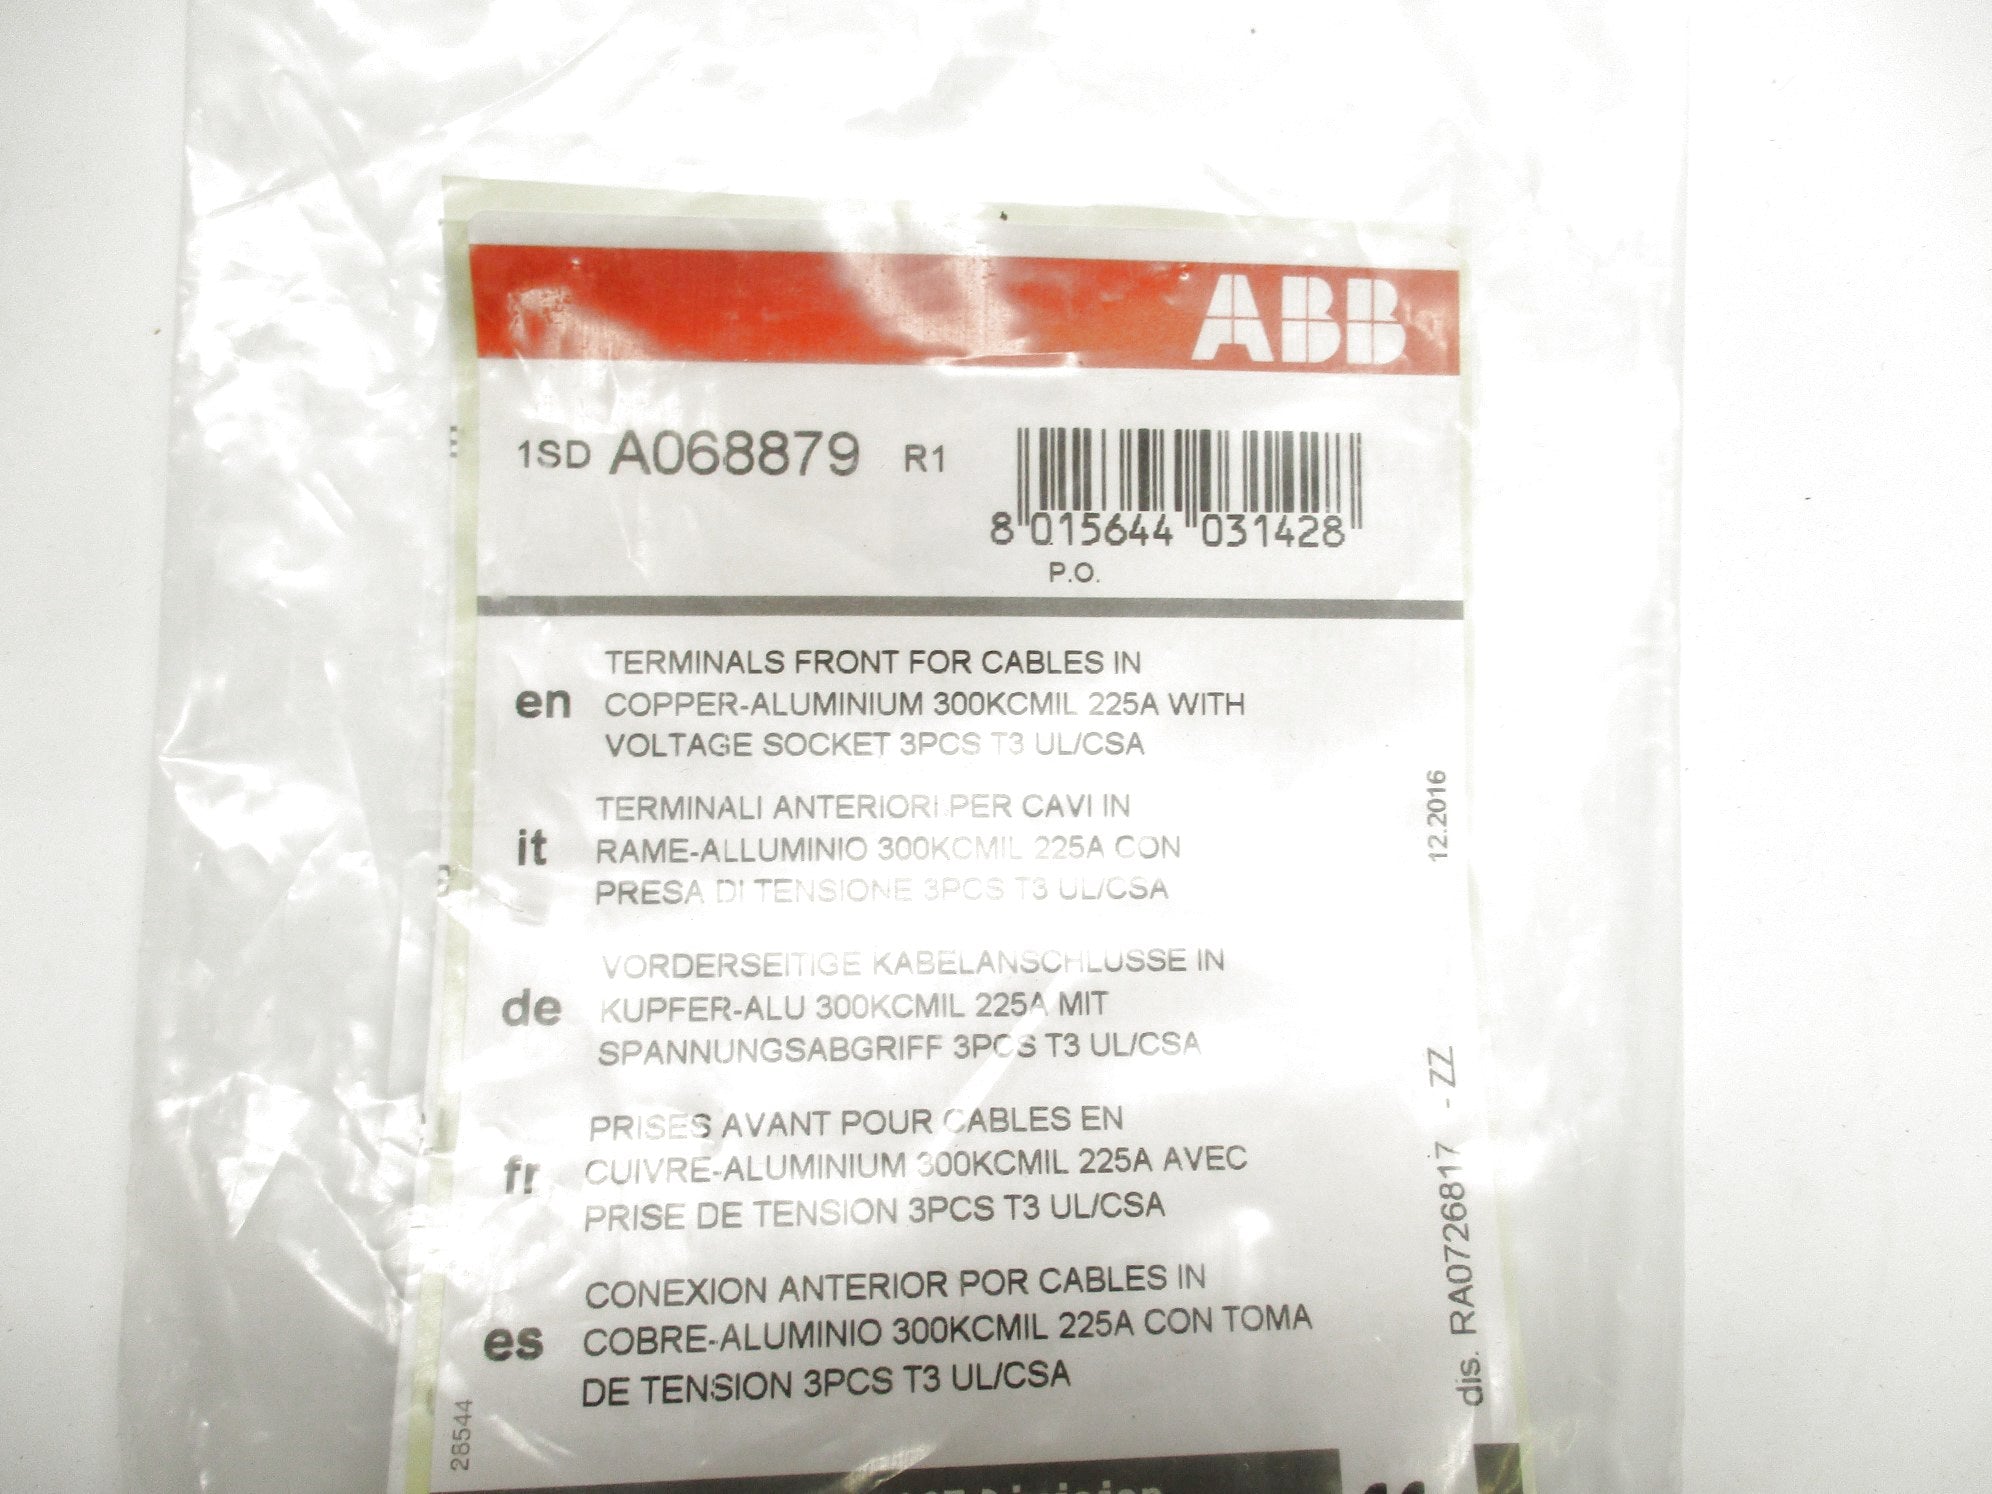 ABB
1SD A068879 R1
8 015644 031428
P.O.
en
TERMINALS FRONT FOR CABLES IN
COPPER-ALUMINIUM 300KCMIL 225A WITH
VOLTAGE SOCKET 3PCS T3 UL/CSA
it
TERMINALI ANTERIORI PER CAVI IN
RAME-ALLUMINIO 300KCMIL 225A CON
PRESA DI TENSIONE 3PCS T3 UL/CSA
de
VORDERSEITIGE KABELANSCHLUSSE IN
KUPFER-ALU 300KCMIL 225A MIT
SPANNUNGSABGRIFF 3PCS T3 UL/CSA
fr
PRISES AVANT POUR CABLES EN
CUIVRE-ALUMINIUM 300KCMIL 225A AVEC
PRISE DE TENSION 3PCS T3 UL/CSA
es
CONEXION ANTERIOR POR CABLES IN
COBRE-ALUMINIO 300KCMIL 225A CON TOMA
DE TENSION 3PCS T3 UL/CSA
12.2016
dis. RA0726817 - ZZ
28544
Division